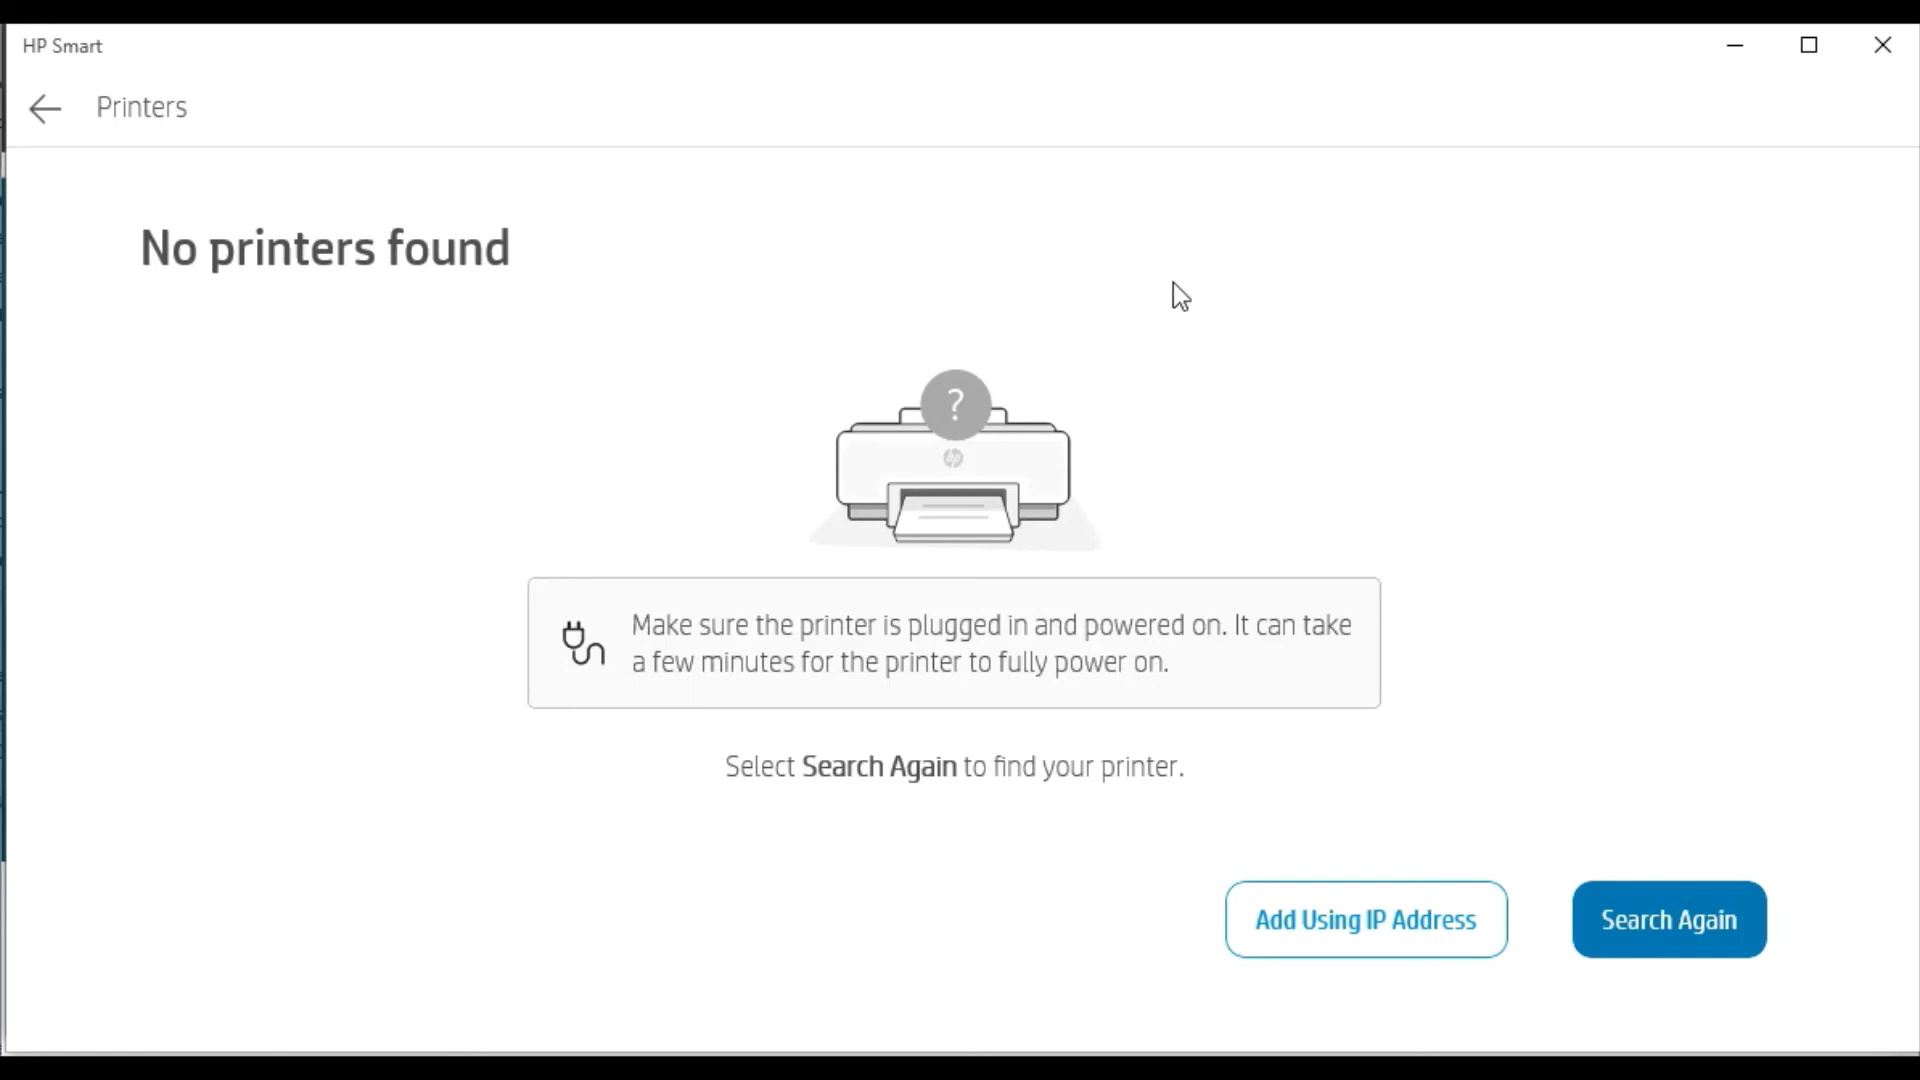 HP Smart
Printers
No printers found
?
hp
Make sure the printer is plugged in and powered on. It can take
a few minutes for the printer to fully power on.
Select Search Again to find your printer.
Add Using IP Address
Search Again